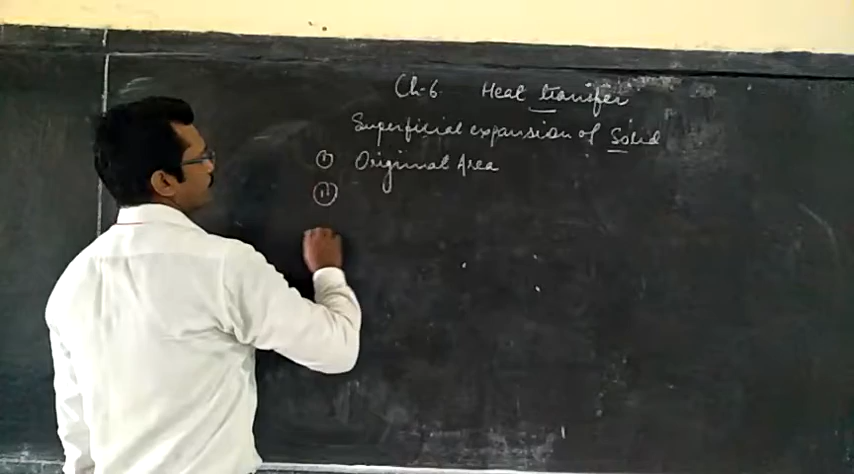 Ch-6 Heat transfer
Superficial expansion of Solid
(i) Original Area
(ii)